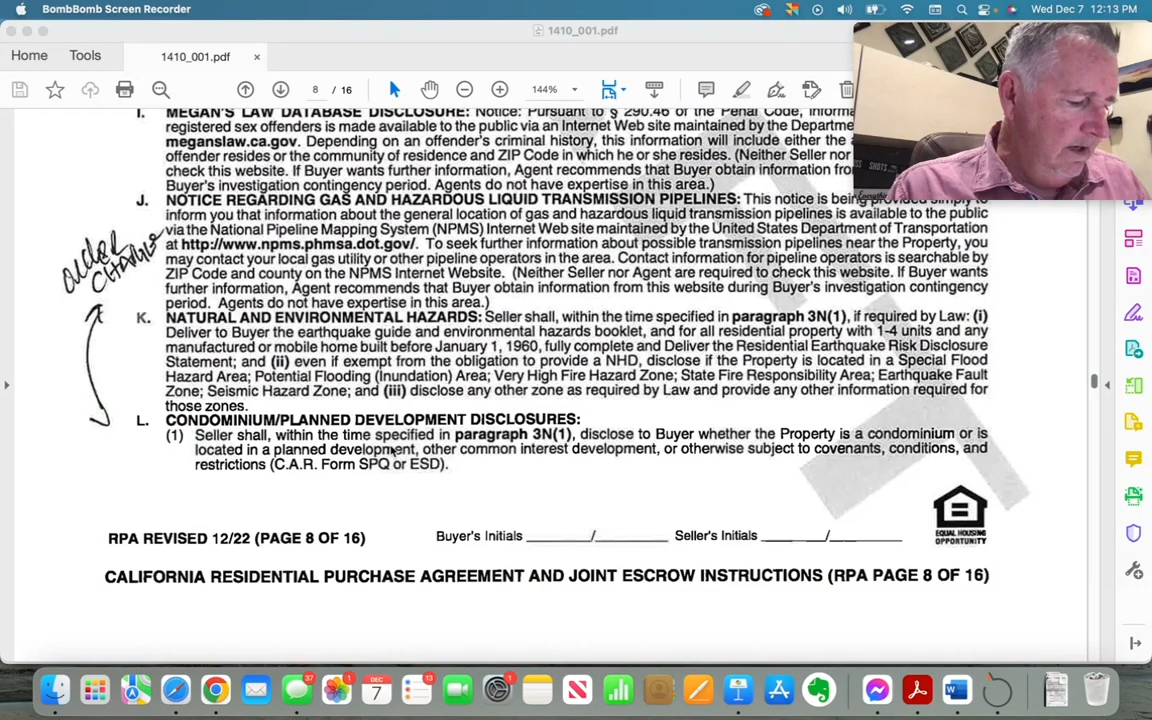 BombBomb Screen Recorder
Wed Dec 7 12:13 PM
1410_001.pdf
Home Tools 1410_001.pdf ×
8 / 16 144%
I. MEGAN'S LAW DATABASE DISCLOSURE: Notice: Pursuant to § 290.46 of the Penal Code, informa
registered sex offenders is made available to the public via an Internet Web site maintained by the Departme
meganslaw.ca.gov. Depending on an offender's criminal history, this information will include either the a
offender resides or the community of residence and ZIP Code in which he or she resides. (Neither Seller nor
check this website. If Buyer wants further information, Agent recommends that Buyer obtain information from
Buyer's investigation contingency period. Agents do not have expertise in this area.)
J. NOTICE REGARDING GAS AND HAZARDOUS LIQUID TRANSMISSION PIPELINES: This notice is being provided simply to
inform you that information about the general location of gas and hazardous liquid transmission pipelines is available to the public
via the National Pipeline Mapping System (NPMS) Internet Web site maintained by the United States Department of Transportation
at http://www.npms.phmsa.dot.gov/. To seek further information about possible transmission pipelines near the Property, you
may contact your local gas utility or other pipeline operators in the area. Contact information for pipeline operators is searchable by
ZIP Code and county on the NPMS Internet Website. (Neither Seller nor Agent are required to check this website. If Buyer wants
further information, Agent recommends that Buyer obtain information from this website during Buyer's investigation contingency
period. Agents do not have expertise in this area.)
order
CHANGE
K. NATURAL AND ENVIRONMENTAL HAZARDS: Seller shall, within the time specified in paragraph 3N(1), if required by Law: (i)
Deliver to Buyer the earthquake guide and environmental hazards booklet, and for all residential property with 1-4 units and any
manufactured or mobile home built before January 1, 1960, fully complete and Deliver the Residential Earthquake Risk Disclosure
Statement; and (ii) even if exempt from the obligation to provide a NHD, disclose if the Property is located in a Special Flood
Hazard Area; Potential Flooding (Inundation) Area; Very High Fire Hazard Zone; State Fire Responsibility Area; Earthquake Fault
Zone; Seismic Hazard Zone; and (iii) disclose any other zone as required by Law and provide any other information required for
those zones.
L. CONDOMINIUM/PLANNED DEVELOPMENT DISCLOSURES:
(1) Seller shall, within the time specified in paragraph 3N(1), disclose to Buyer whether the Property is a condominium or is
located in a planned development, other common interest development, or otherwise subject to covenants, conditions, and
restrictions (C.A.R. Form SPQ or ESD).
RPA REVISED 12/22 (PAGE 8 OF 16) Buyer's Initials ________/________ Seller's Initials ________/________
EQUAL HOUSING
OPPORTUNITY
CALIFORNIA RESIDENTIAL PURCHASE AGREEMENT AND JOINT ESCROW INSTRUCTIONS (RPA PAGE 8 OF 16)
SHOTS
37 1 DEC 7 13 1